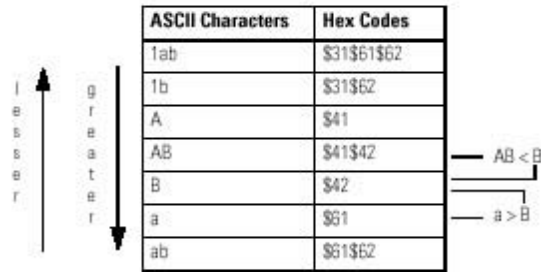 ASCII Characters Hex Codes
1ab $31$61$62
1b $31$62
A $41
AB $41$42
B $42
a $61
ab $61$62
lesser
greater
AB < B
a > B